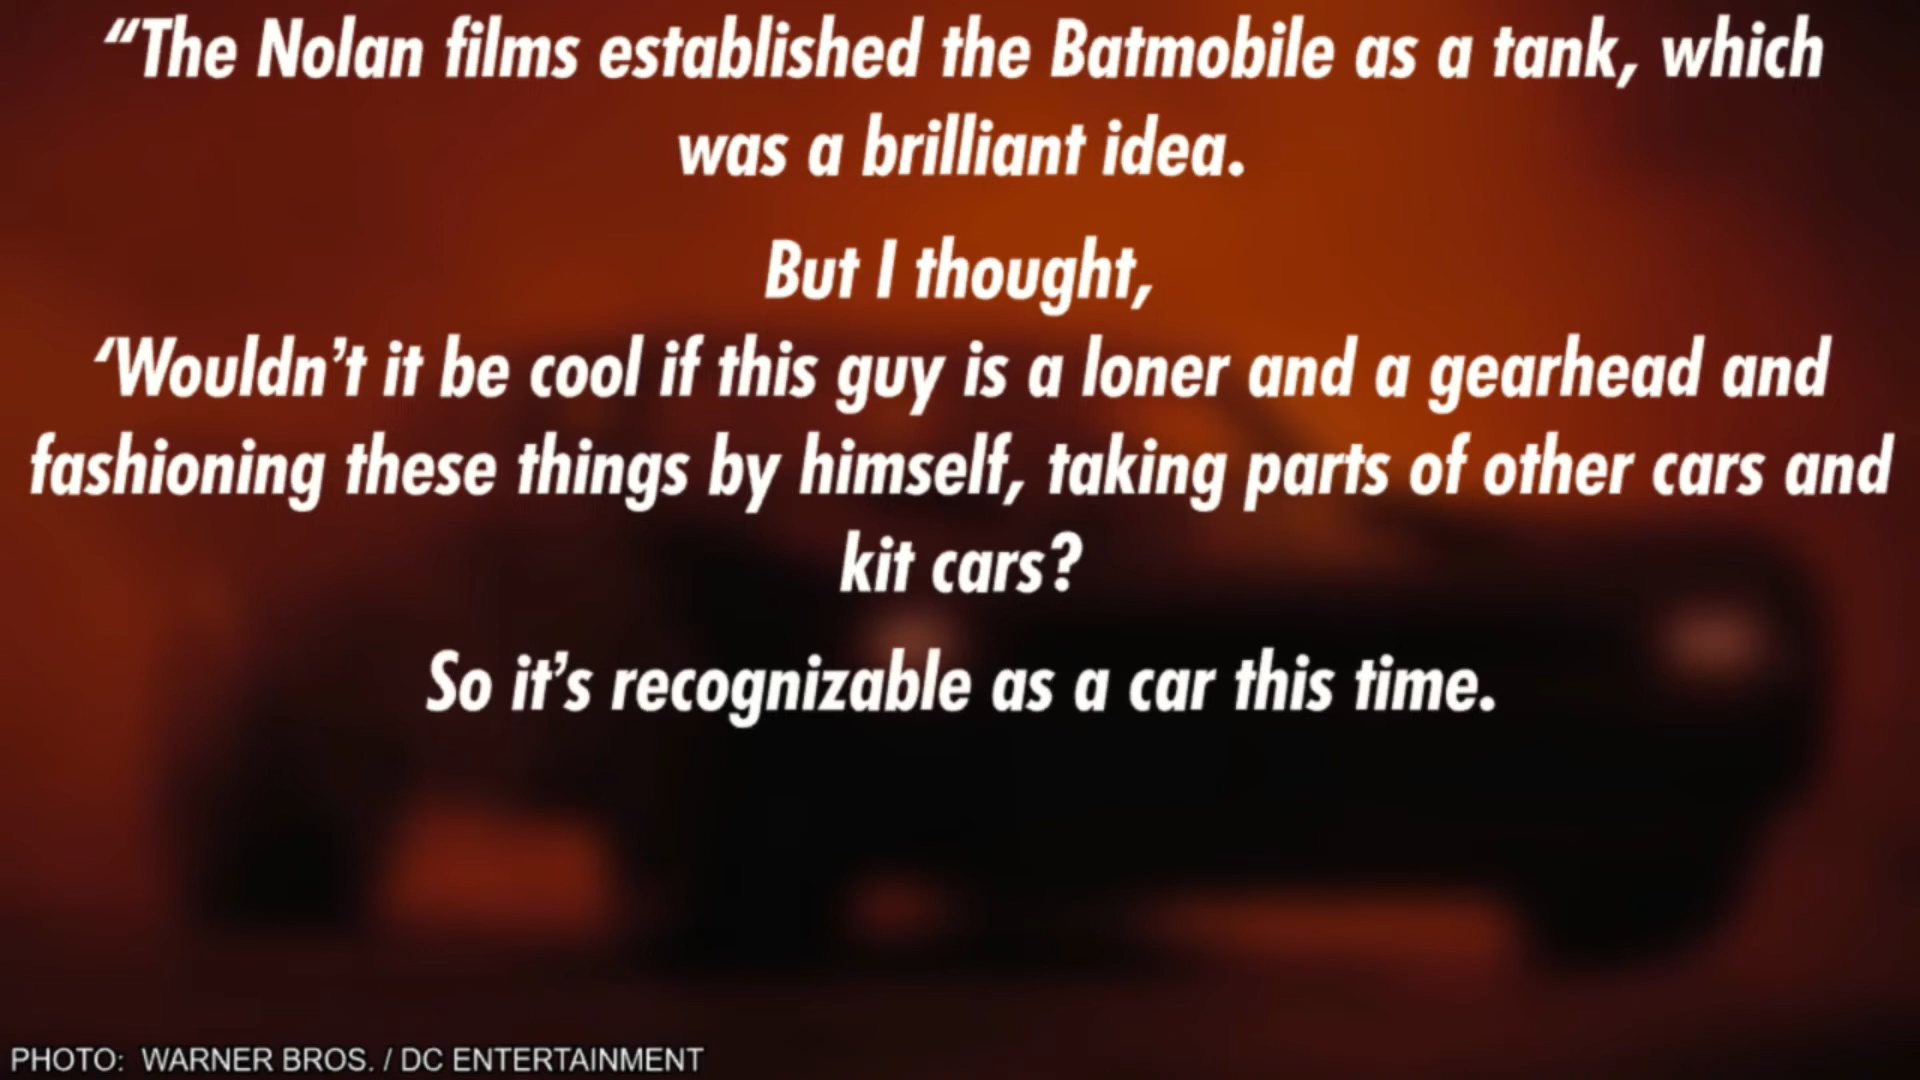 “The Nolan films established the Batmobile as a tank, which
was a brilliant idea.
But I thought,
‘Wouldn’t it be cool if this guy is a loner and a gearhead and
fashioning these things by himself, taking parts of other cars and
kit cars?
So it’s recognizable as a car this time.
PHOTO: WARNER BROS. / DC ENTERTAINMENT